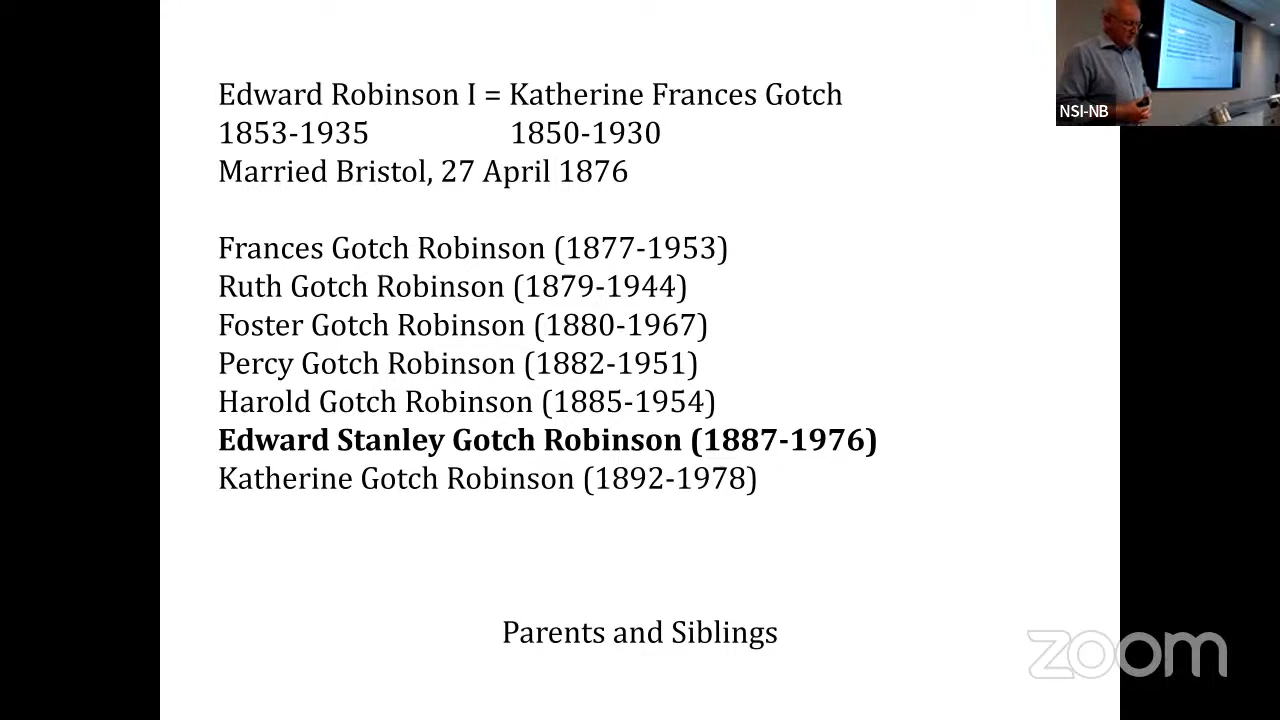 Edward Robinson I = Katherine Frances Gotch
1853-1935 1850-1930
Married Bristol, 27 April 1876
Frances Gotch Robinson (1877-1953)
Ruth Gotch Robinson (1879-1944)
Foster Gotch Robinson (1880-1967)
Percy Gotch Robinson (1882-1951)
Harold Gotch Robinson (1885-1954)
Edward Stanley Gotch Robinson (1887-1976)
Katherine Gotch Robinson (1892-1978)
Parents and Siblings
NSI-NB
zoom